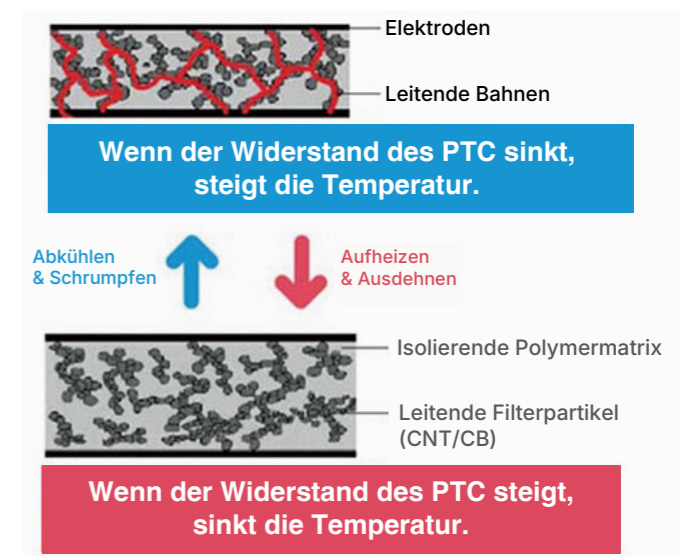 Elektroden
Leitende Bahnen
Wenn der Widerstand des PTC sinkt,
steigt die Temperatur.
Abkühlen
& Schrumpfen
Aufheizen
& Ausdehnen
Isolierende Polymermatrix
Leitende Filterpartikel
(CNT/CB)
Wenn der Widerstand des PTC steigt,
sinkt die Temperatur.